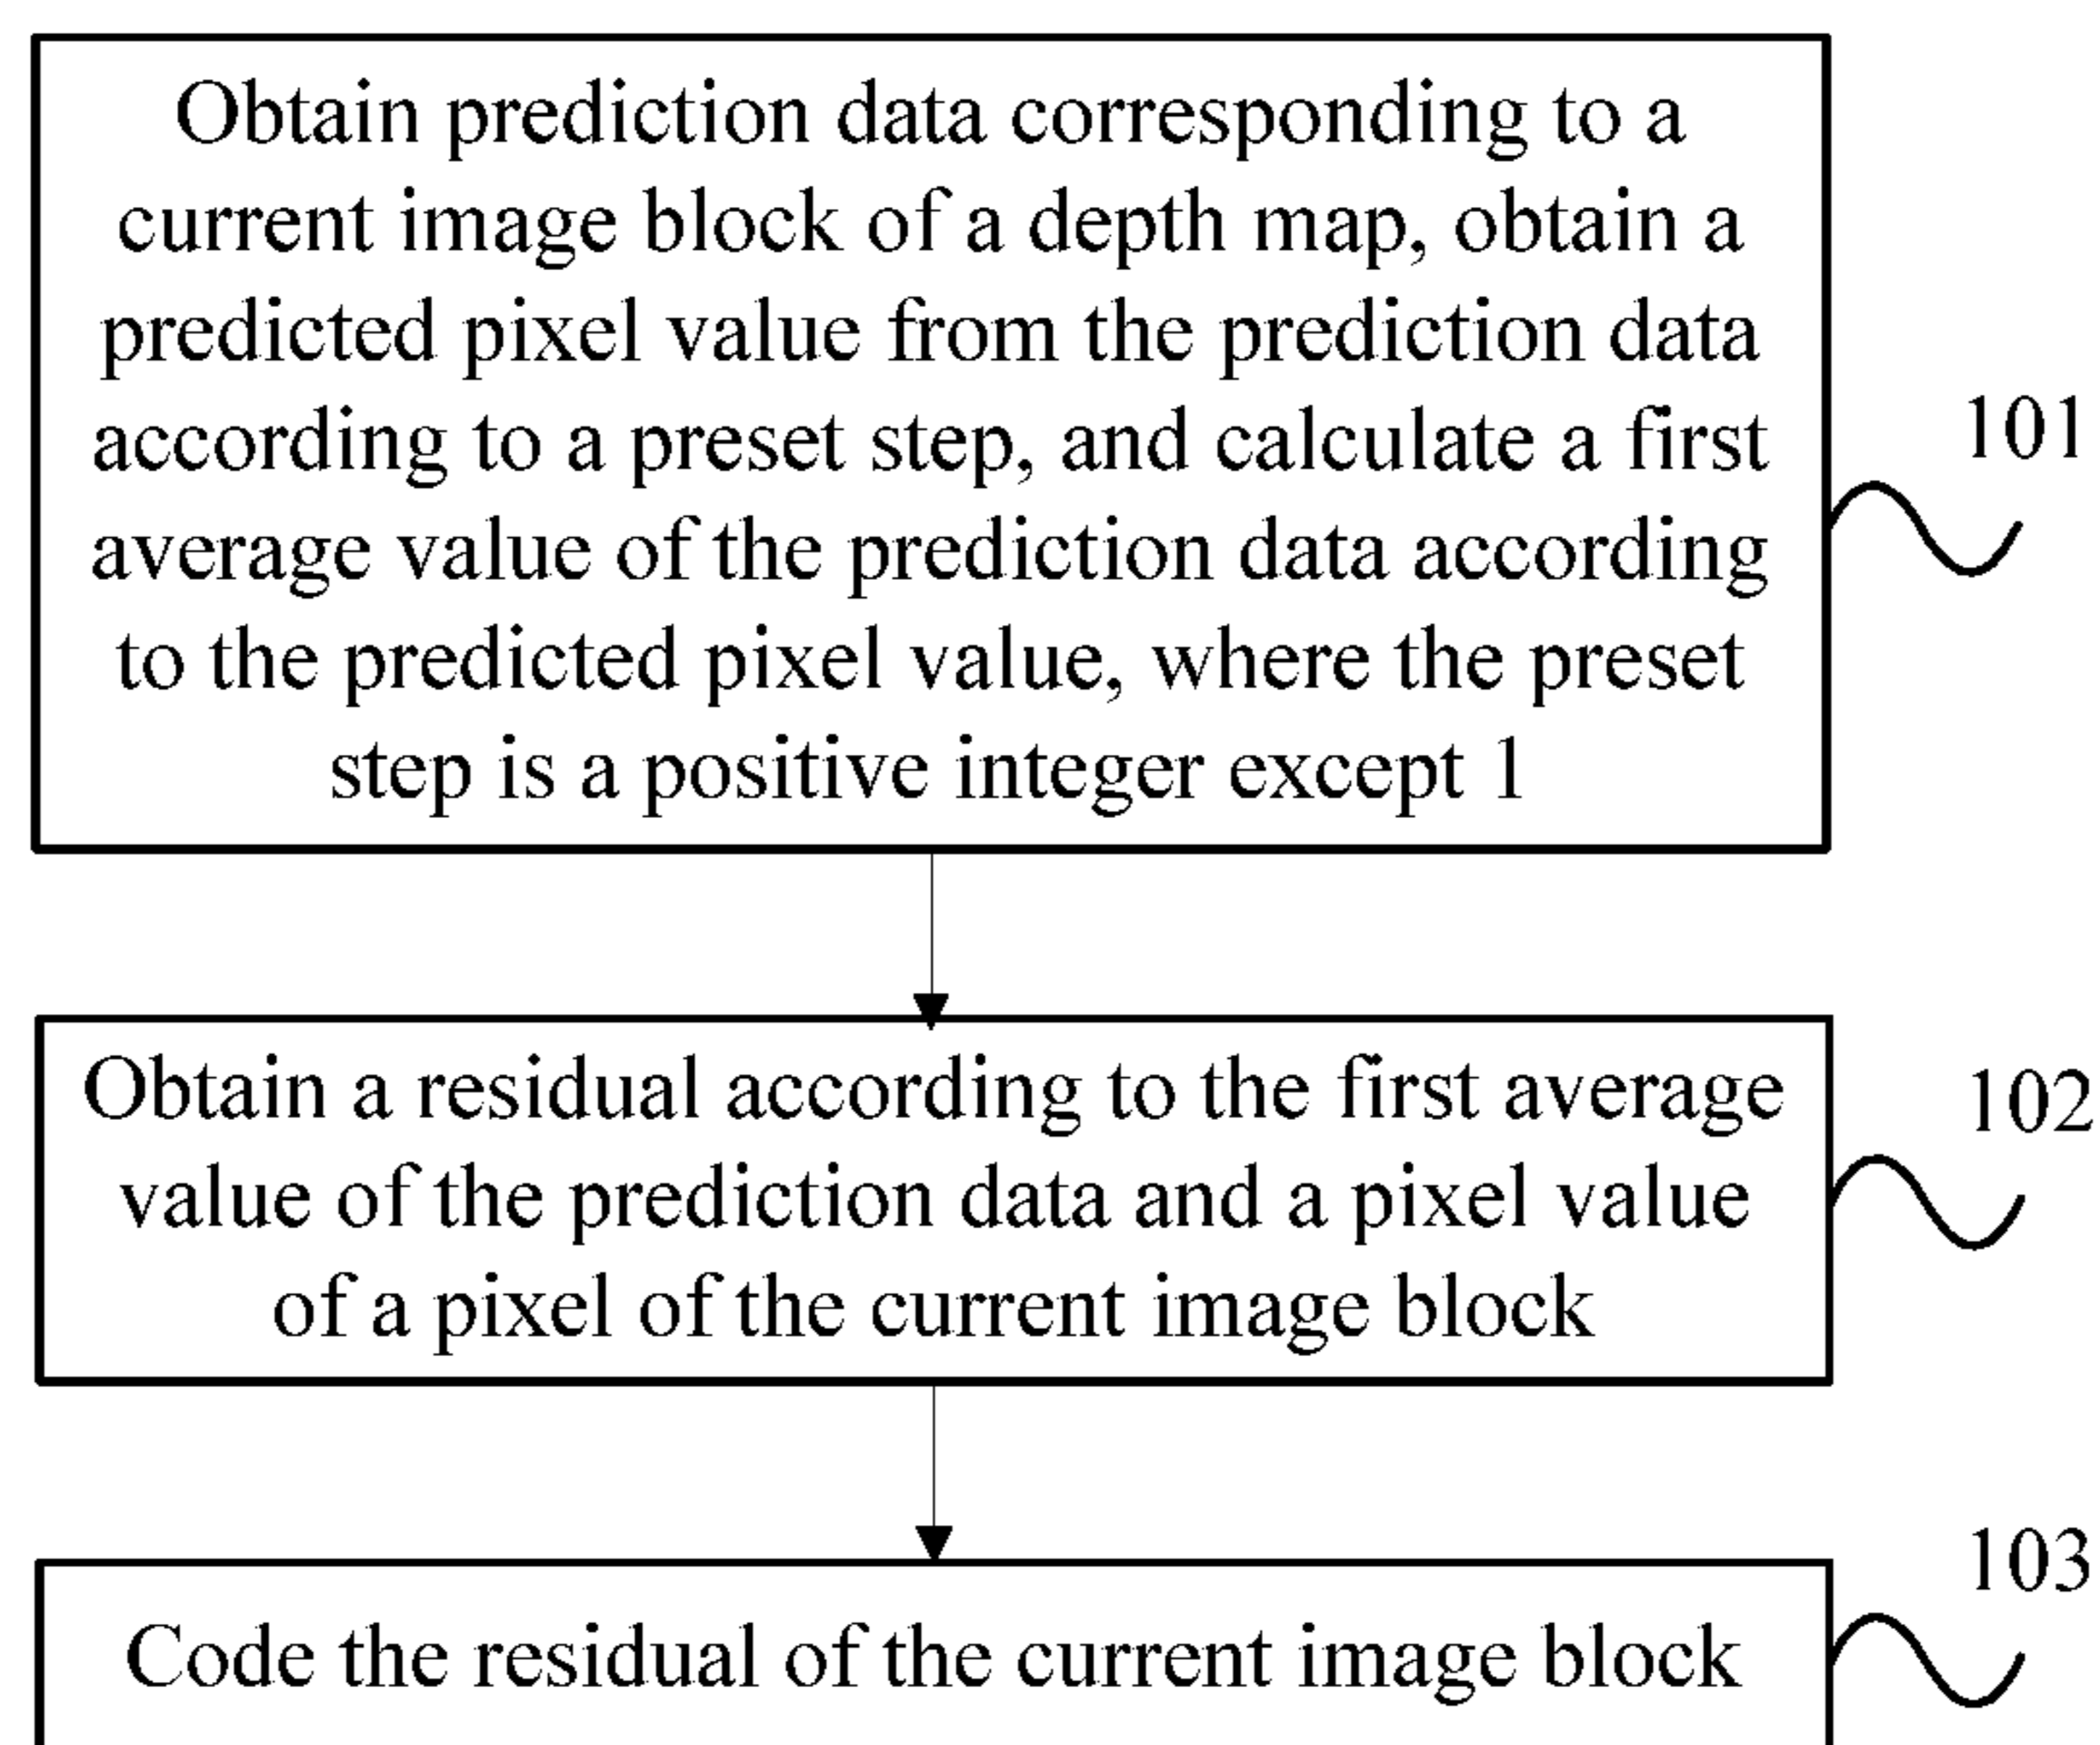 Obtain prediction data corresponding to a
current image block of a depth map, obtain a
predicted pixel value from the prediction data
according to a preset step, and calculate a first
average value of the prediction data according
to the predicted pixel value, where the preset
step is a positive integer except 1
101
Obtain a residual according to the first average
value of the prediction data and a pixel value
of a pixel of the current image block
102
Code the residual of the current image block
103